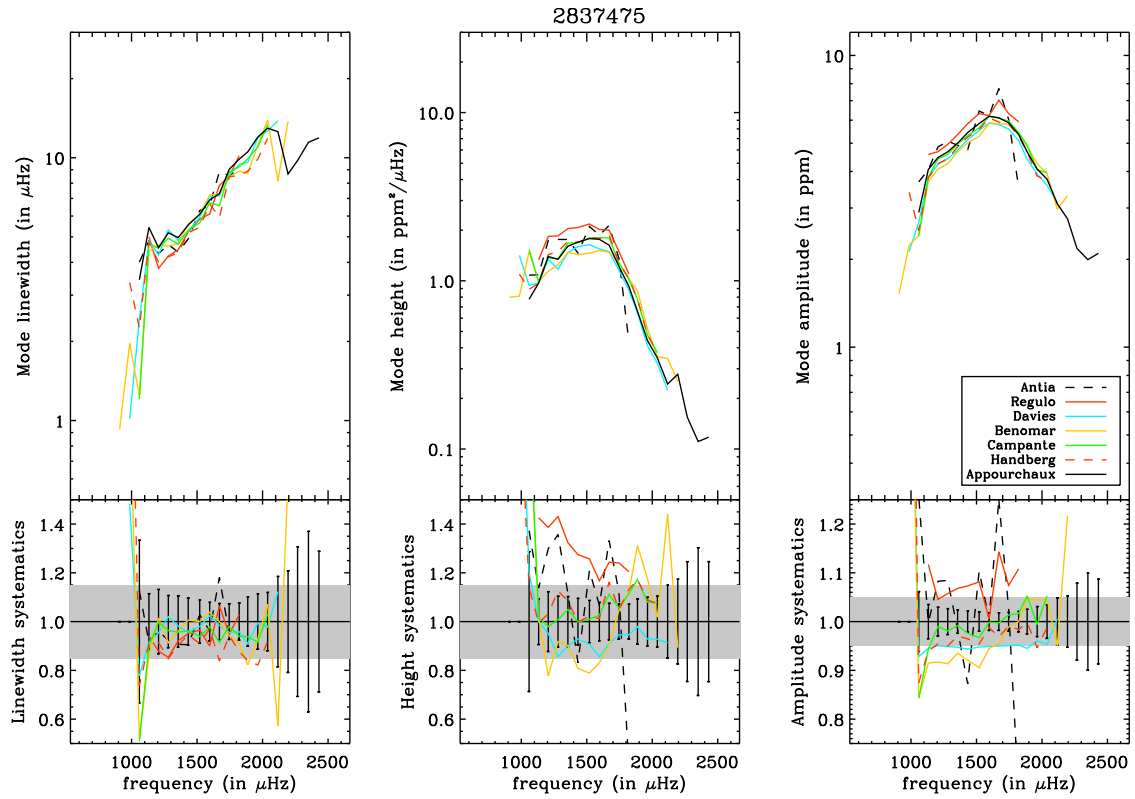 2837475
Mode linewidth (in μHz)
10
1
Mode height (in ppm²/μHz)
10.0
1.0
0.1
Mode amplitude (in ppm)
10
1
Antia
Regulo
Davies
Benomar
Campante
Handberg
Appourchaux
Linewidth systematics
1.4
1.2
1.0
0.8
0.6
1000 1500 2000 2500
frequency (in μHz)
Height systematics
1.4
1.2
1.0
0.8
0.6
1000 1500 2000 2500
frequency (in μHz)
Amplitude systematics
1.2
1.1
1.0
0.9
0.8
1000 1500 2000 2500
frequency (in μHz)